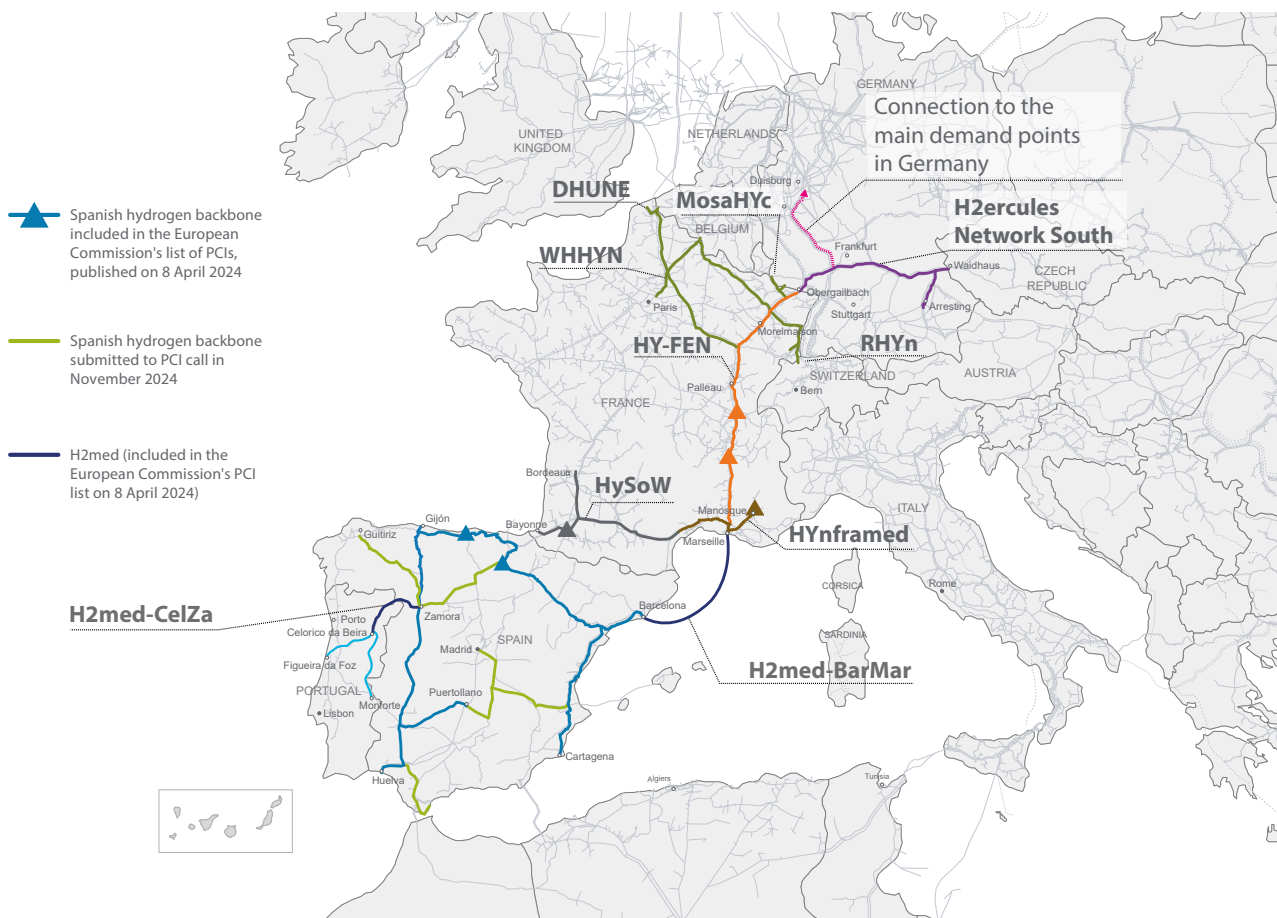 Spanish hydrogen backbone
included in the European
Commission's list of PCIs,
published on 8 April 2024
Spanish hydrogen backbone
submitted to PCI call in
November 2024
H2med (included in the
European Commission's PCI
list on 8 April 2024)
GERMANY
Connection to the
main demand points
in Germany
UNITED
KINGDOM
NETHERLANDS
Duisburg
DHUNE
MosaHYc
BELGIUM
H2ercules
Network South
Frankfurt
WHHYN
Waidhaus
CZECH
REPUBLIC
Obergailbach
Paris
Stuttgart
Arresting
Morelmaison
HY-FEN
RHYn
SWITZERLAND
AUSTRIA
Palleau
Bern
FRANCE
Bordeaux
HySoW
Manosque
ITALY
Gijón
Bayonne
Guitiriz
Marseille
HYnframed
CORSICA
Rome
H2med-CelZa
Porto
Zamora
Barcelona
Celorico da Beira
SPAIN
SARDINIA
Madrid
Figueira da Foz
H2med-BarMar
PORTUGAL
Puertollano
Monforte
Lisbon
Cartagena
Huelva
Algiers
Tunisia